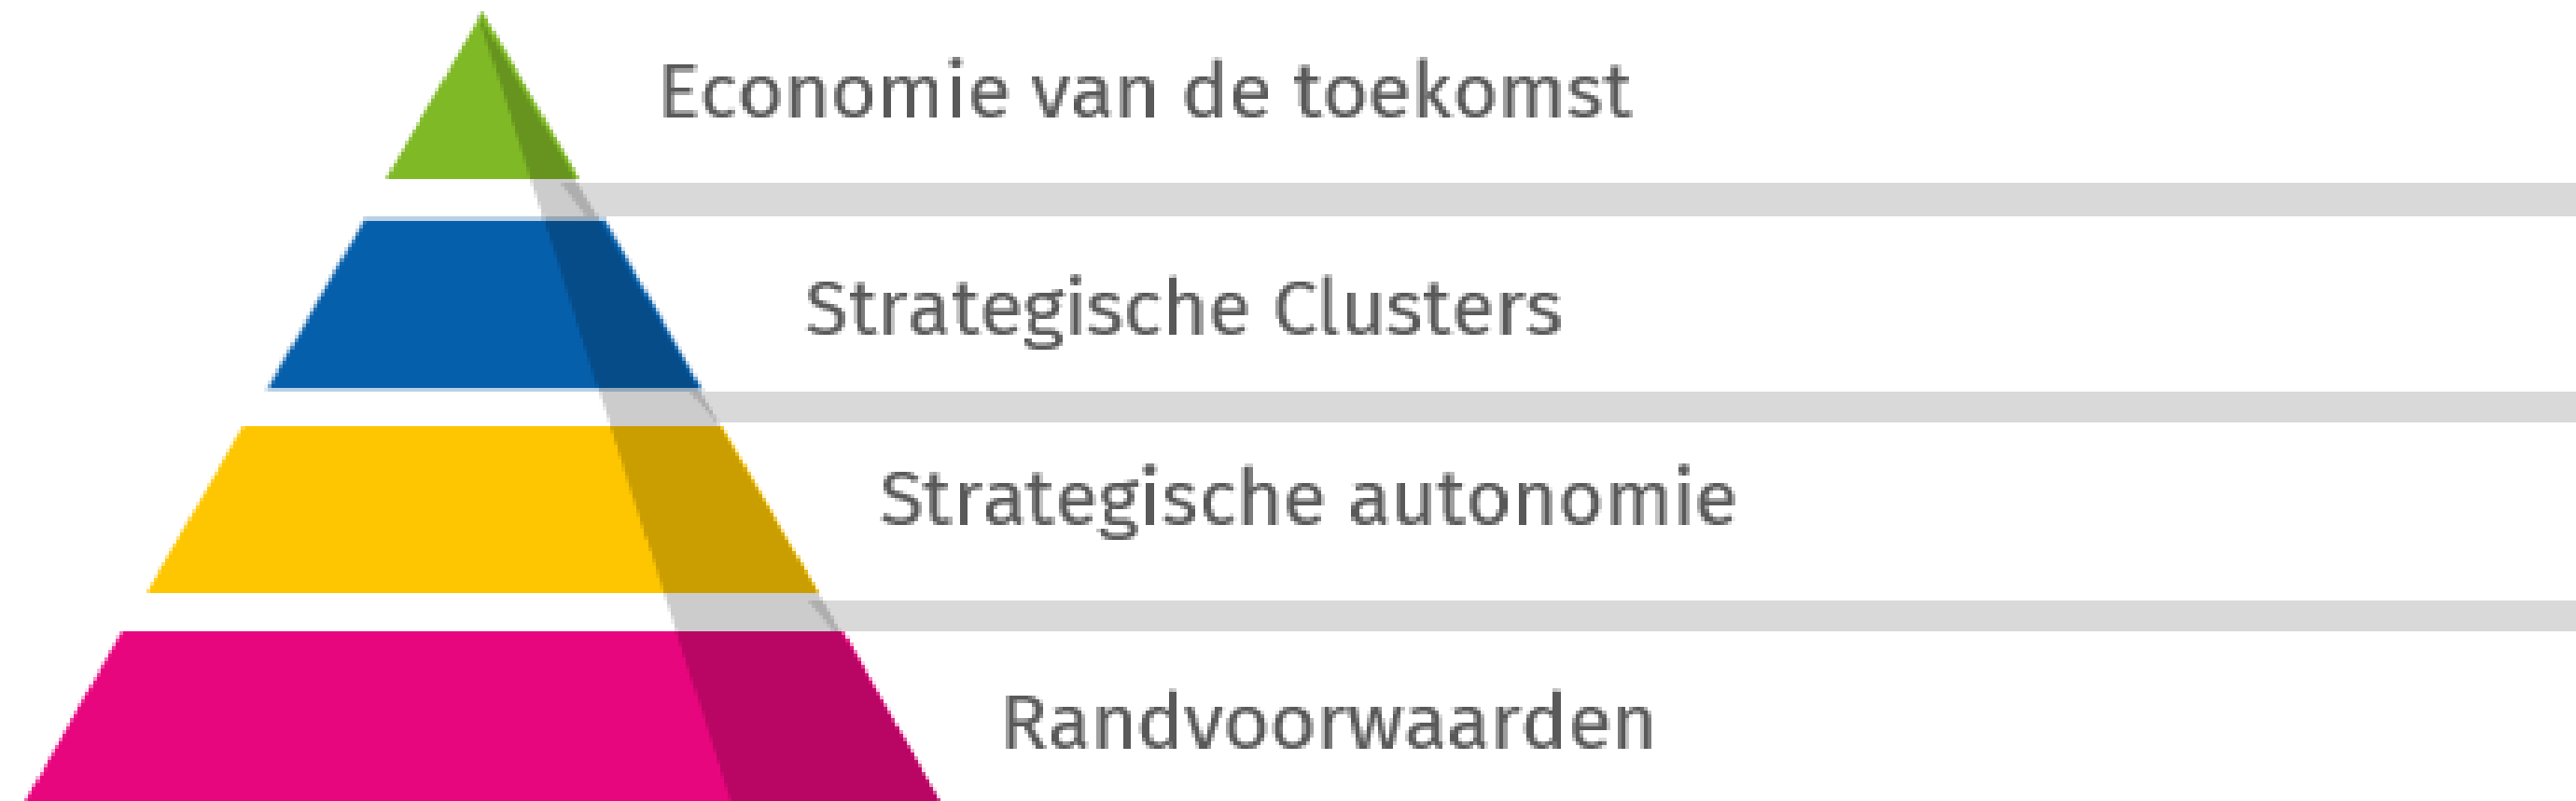 Economie van de toekomst
Strategische Clusters
Strategische autonomie
Randvoorwaarden